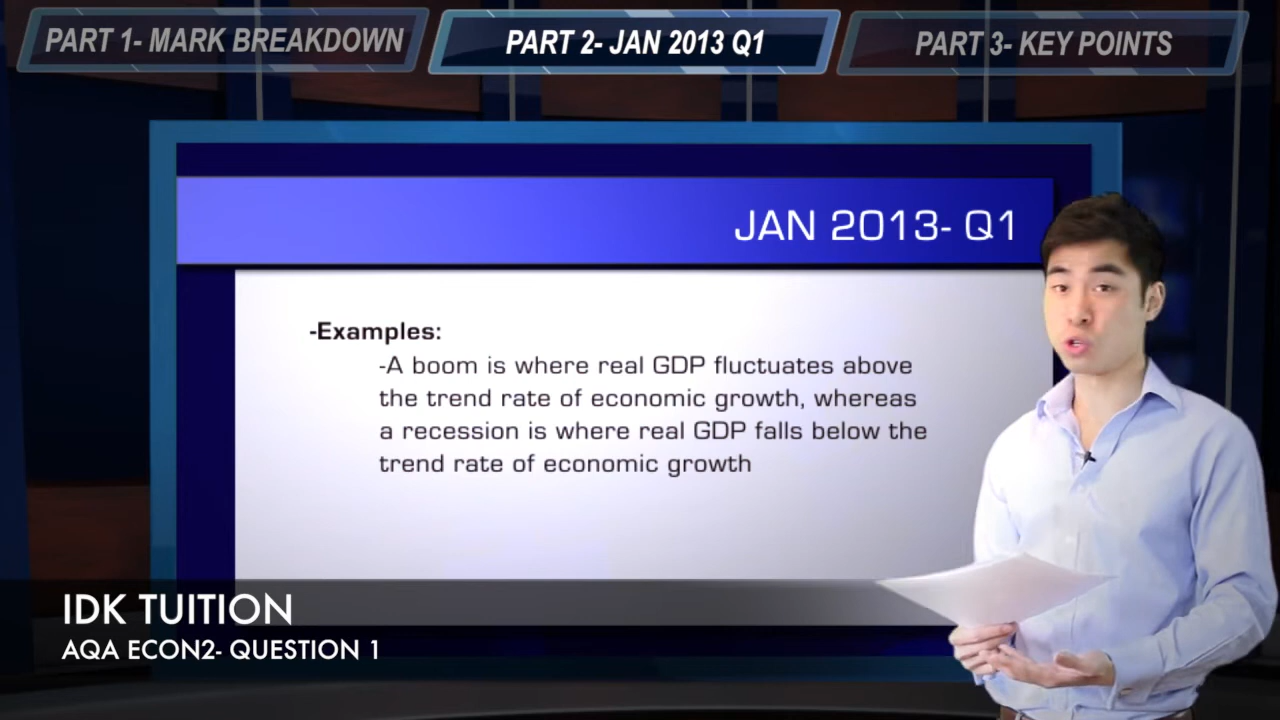 PART 1- MARK BREAKDOWN
PART 2- JAN 2013 Q1
PART 3- KEY POINTS
JAN 2013- Q1
-Examples:
-A boom is where real GDP fluctuates above
the trend rate of economic growth, whereas
a recession is where real GDP falls below the
trend rate of economic growth
IDK TUITION
AQA ECON2- QUESTION 1